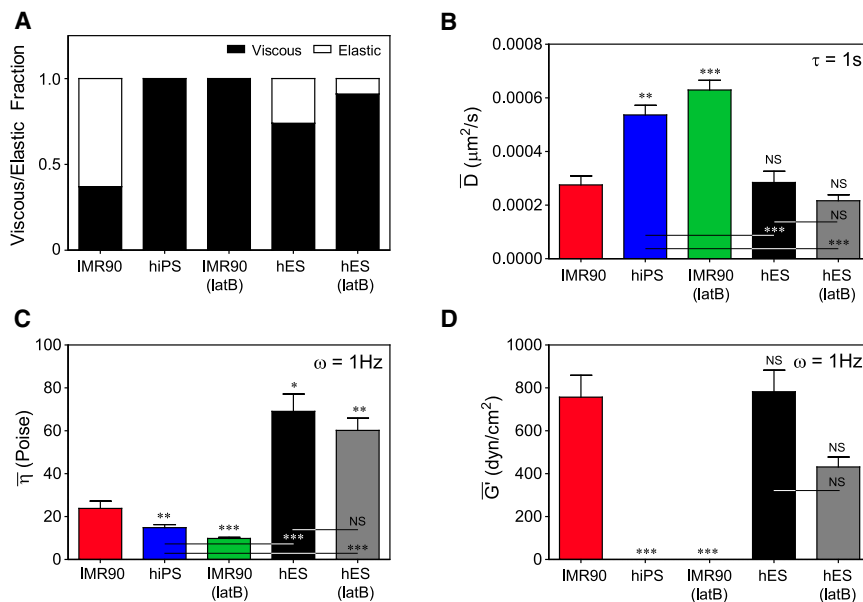 A
Viscous Elastic
Viscous/Elastic Fraction
1.0
0.5
0
IMR90 hiPS IMR90 (latB) hES hES (latB)
B
τ = 1s
D̅ (μm²/s)
0.0008
0.0006
0.0004
0.0002
0.0000
** *** NS NS
NS
***
***
IMR90 hiPS IMR90 (latB) hES hES (latB)
C
ω = 1Hz
η̅ (Poise)
100
80
60
40
20
0
** *** * **
NS
***
***
IMR90 hiPS IMR90 (latB) hES hES (latB)
D
ω = 1Hz
G̅' (dyn/cm²)
1000
800
600
400
200
0
*** *** NS NS
NS
IMR90 hiPS IMR90 (latB) hES hES (latB)